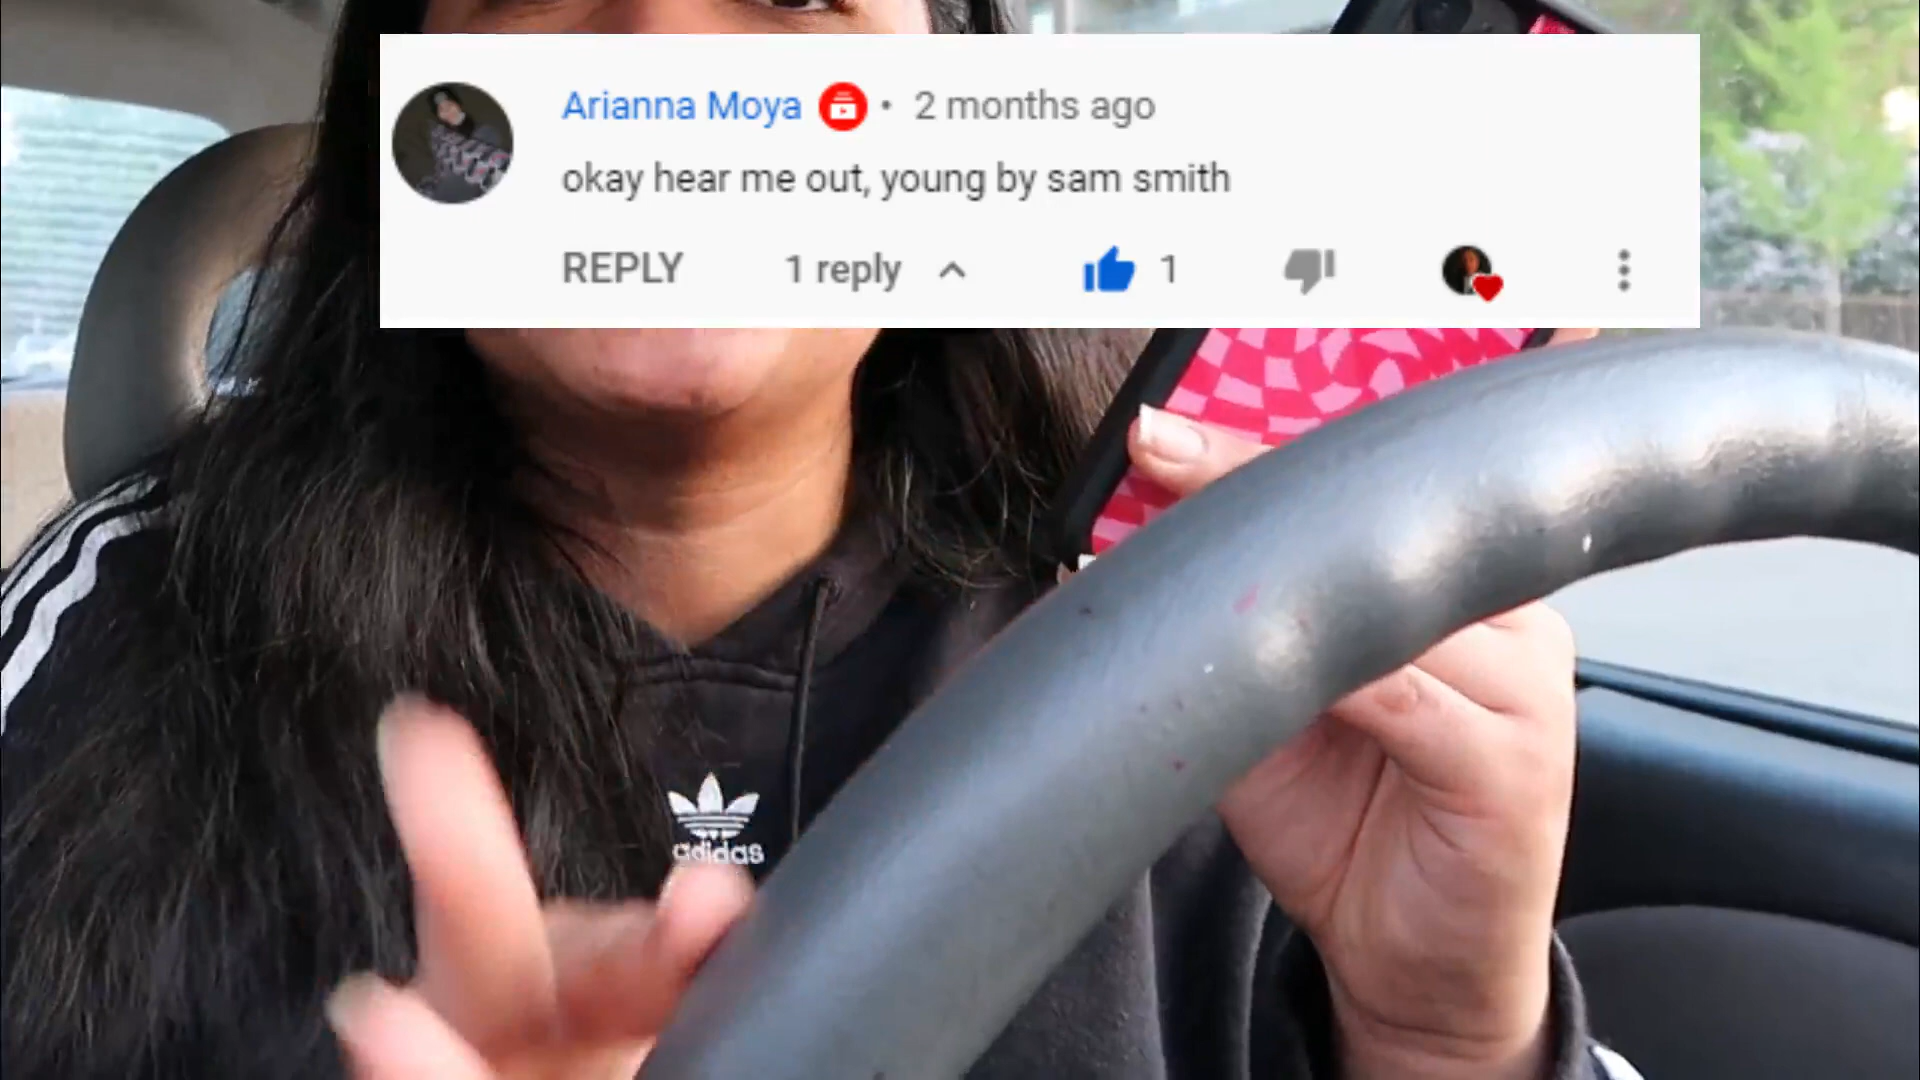 Arianna Moya • 2 months ago
okay hear me out, young by sam smith
REPLY 1 reply 1
adidas